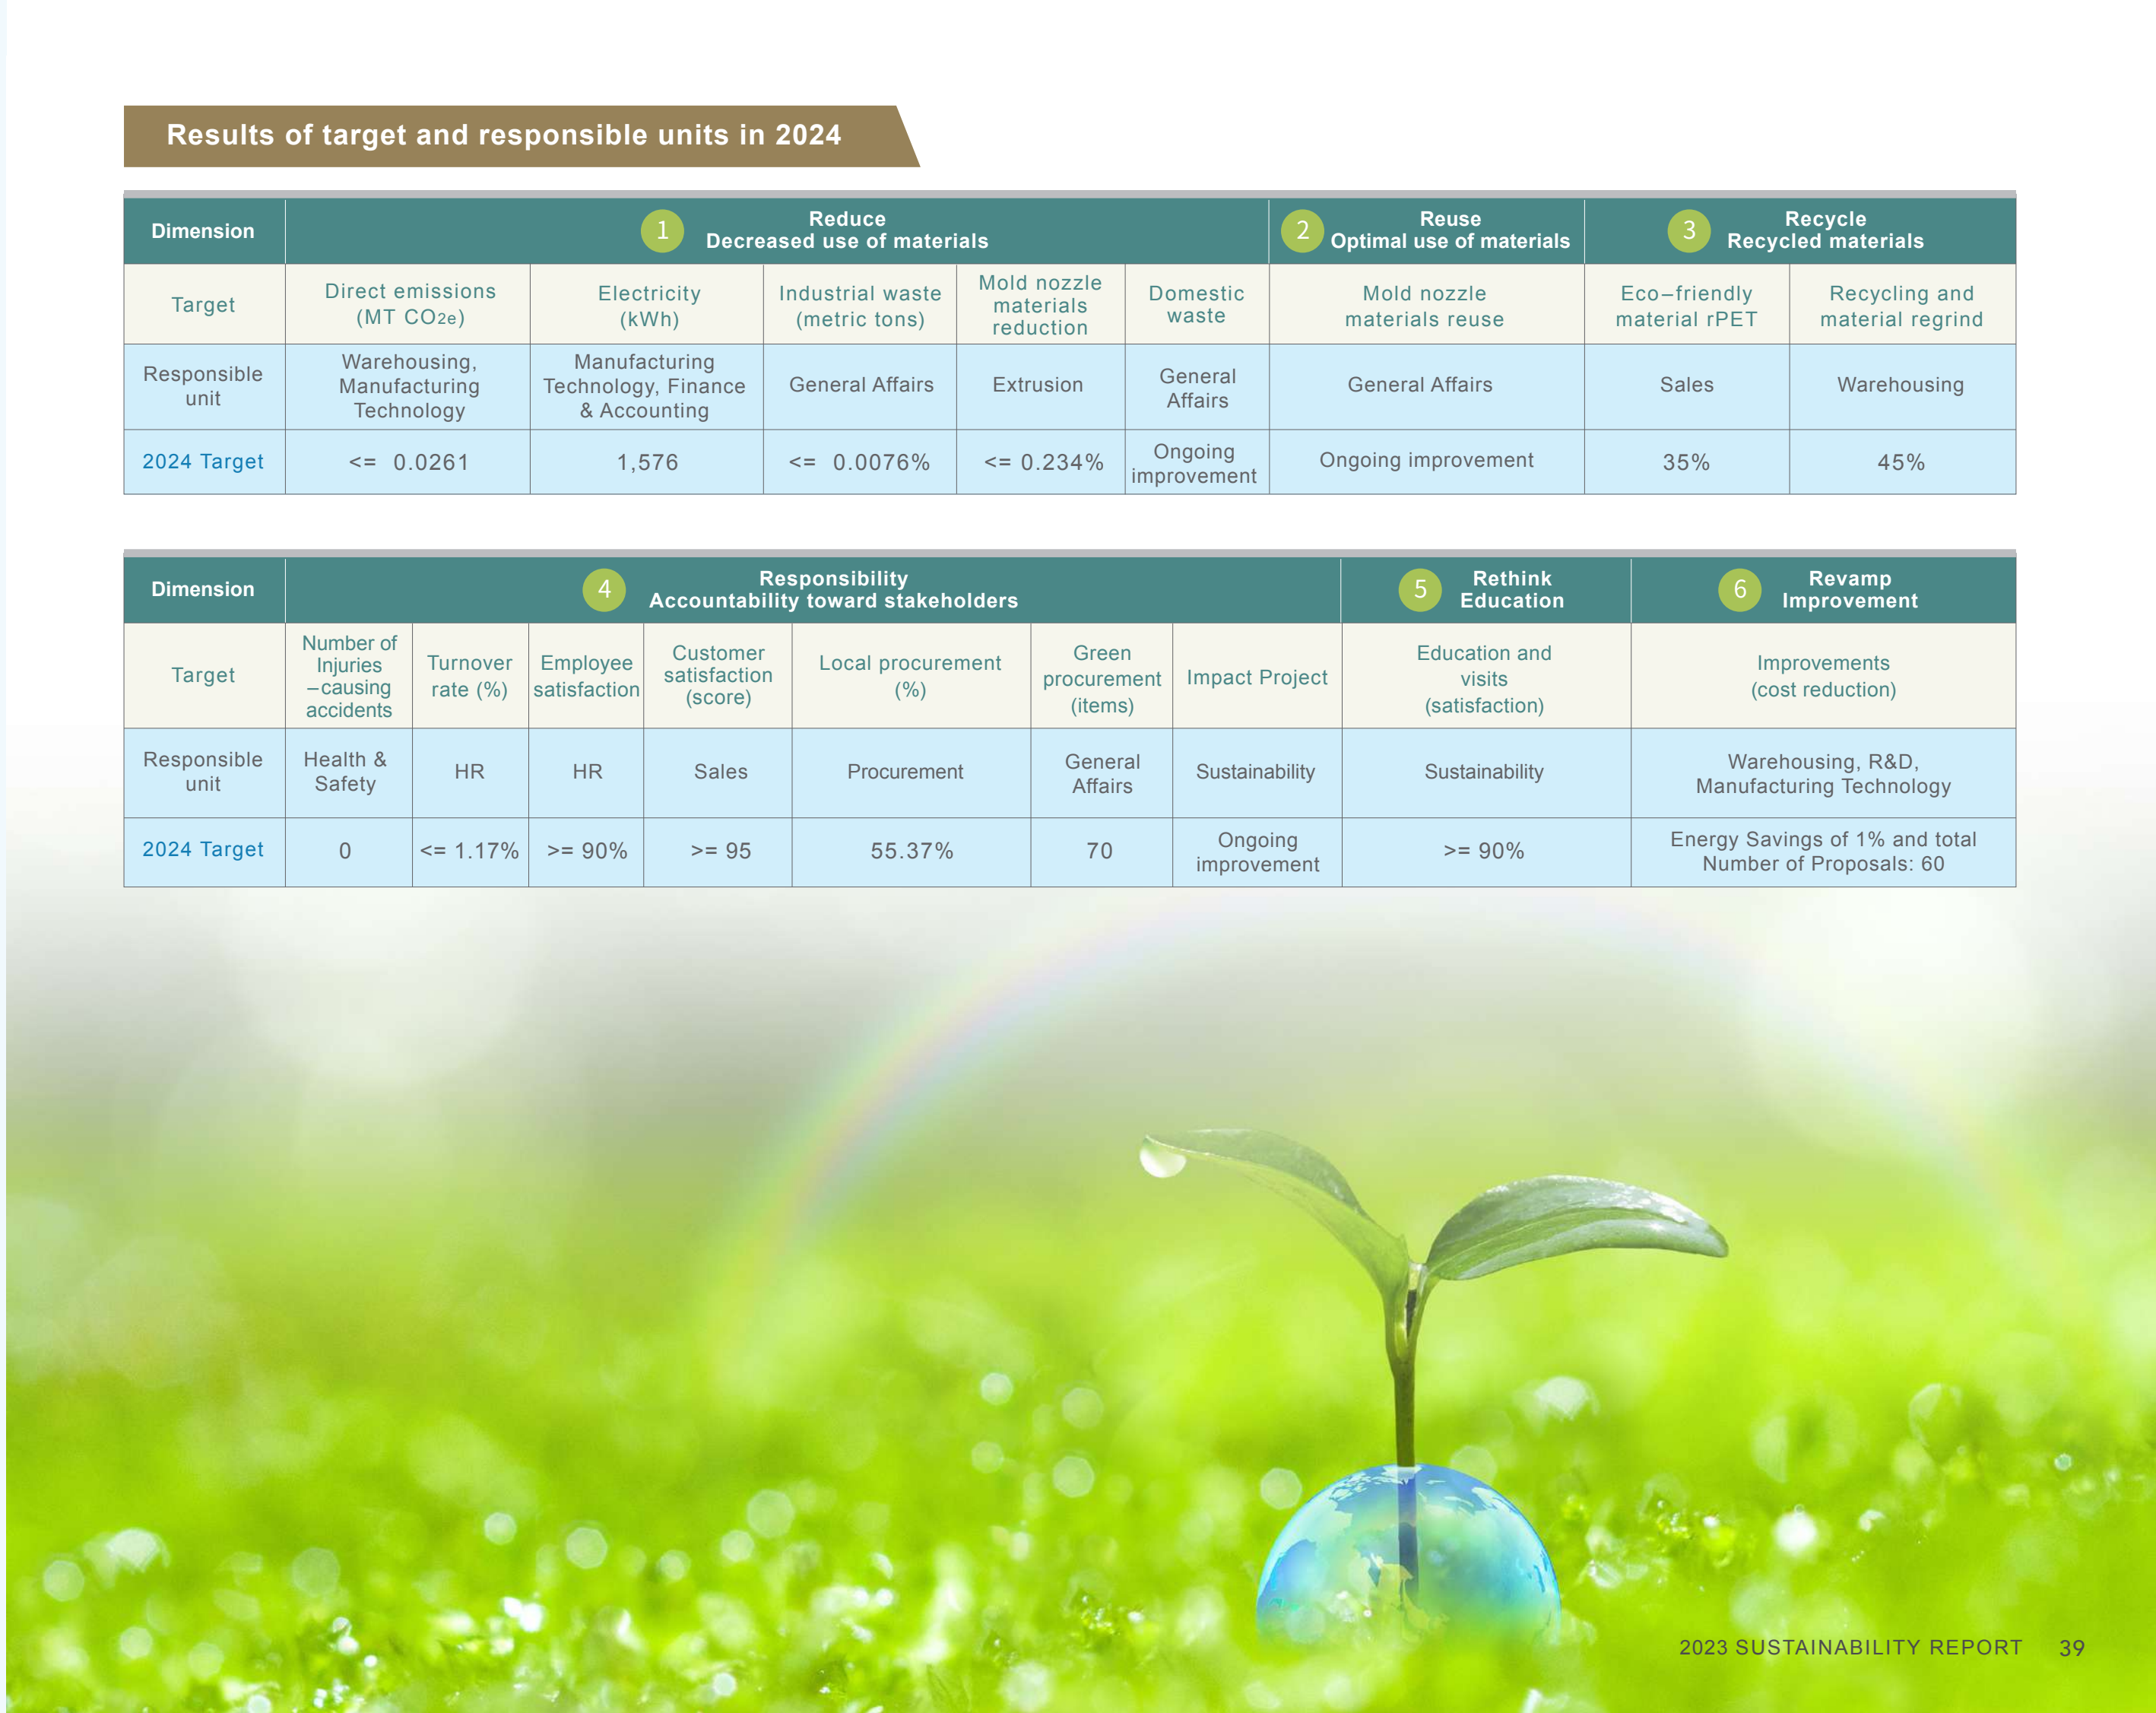 Results of target and responsible units in 2024
Dimension
1
Reduce
Decreased use of materials
2
Reuse
Optimal use of materials
3
Recycle
Recycled materials
Target
Direct emissions
(MT CO2e)
Electricity
(kWh)
Industrial waste
(metric tons)
Mold nozzle
materials
reduction
Domestic
waste
Mold nozzle
materials reuse
Eco–friendly
material rPET
Recycling and
material regrind
Responsible
unit
Warehousing,
Manufacturing
Technology
Manufacturing
Technology, Finance
& Accounting
General Affairs
Extrusion
General
Affairs
General Affairs
Sales
Warehousing
2024 Target
<= 0.0261
1,576
<= 0.0076%
<= 0.234%
Ongoing
improvement
Ongoing improvement
35%
45%
Dimension
4
Responsibility
Accountability toward stakeholders
5
Rethink
Education
6
Revamp
Improvement
Target
Number of
Injuries
–causing
accidents
Turnover
rate (%)
Employee
satisfaction
Customer
satisfaction
(score)
Local procurement
(%)
Green
procurement
(items)
Impact Project
Education and
visits
(satisfaction)
Improvements
(cost reduction)
Responsible
unit
Health &
Safety
HR
HR
Sales
Procurement
General
Affairs
Sustainability
Sustainability
Warehousing, R&D,
Manufacturing Technology
2024 Target
0
<= 1.17%
>= 90%
>= 95
55.37%
70
Ongoing
improvement
>= 90%
Energy Savings of 1% and total
Number of Proposals: 60
2023 SUSTAINABILITY REPORT 39